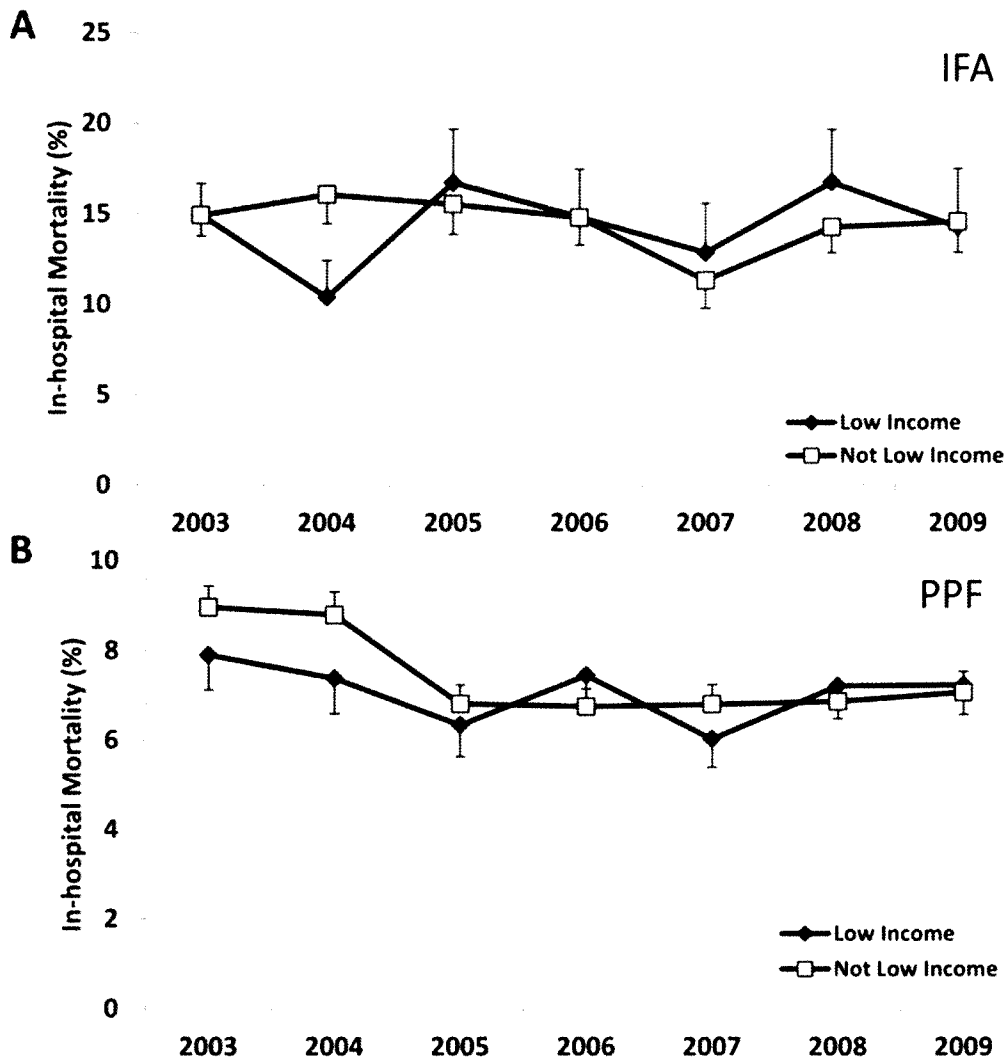 A
IFA
In-hospital Mortality (%)
25
20
15
10
5
0
Low Income
Not Low Income
2003 2004 2005 2006 2007 2008 2009
B
PPF
In-hospital Mortality (%)
10
8
6
4
2
0
Low Income
Not Low Income
2003 2004 2005 2006 2007 2008 2009